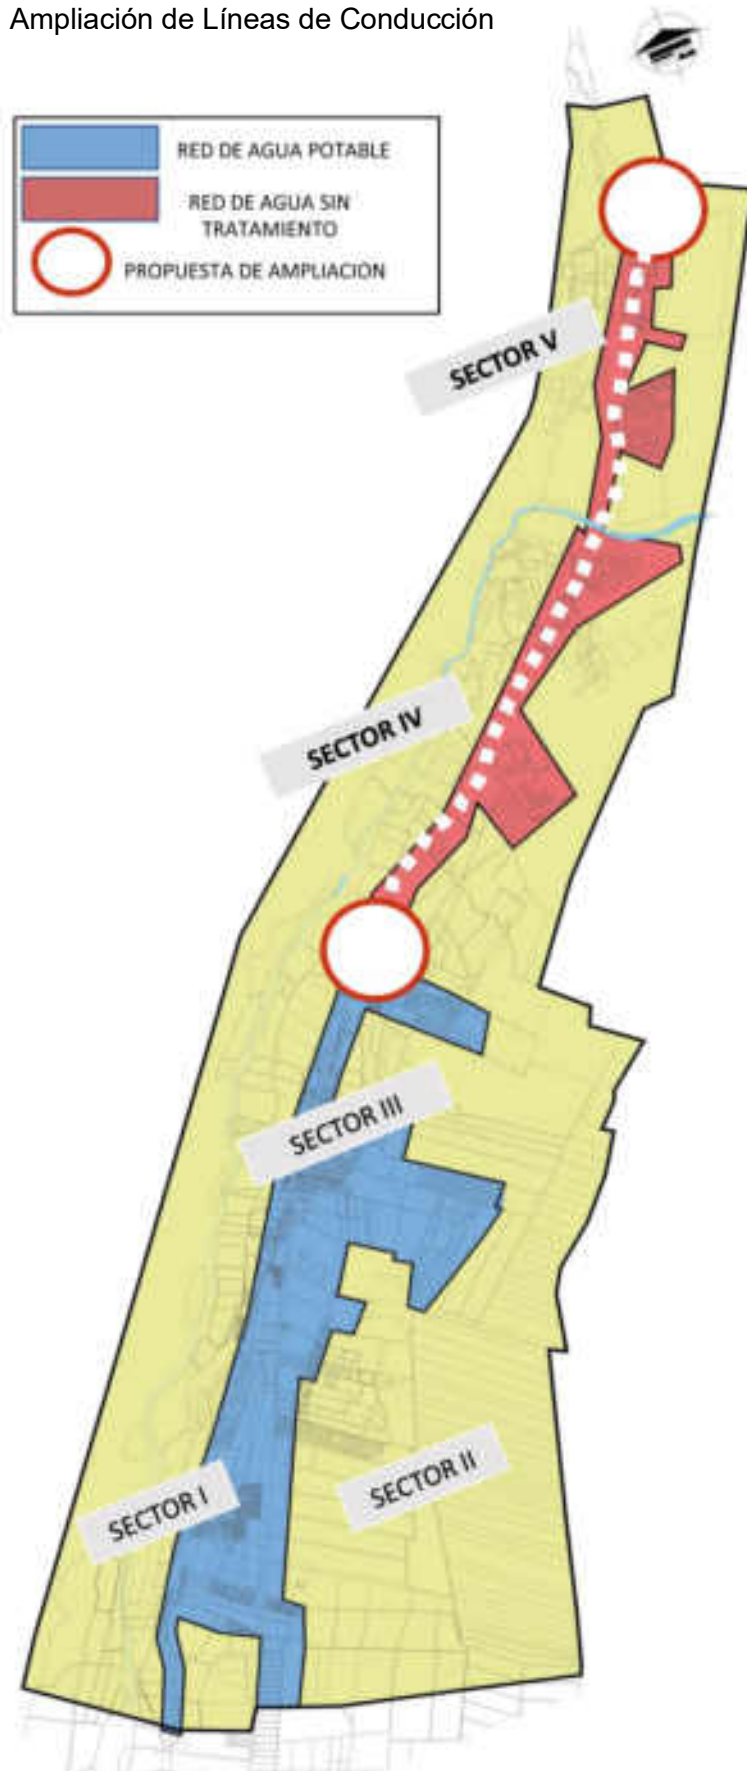 Ampliación de Líneas de Conducción
RED DE AGUA POTABLE
RED DE AGUA SIN
TRATAMIENTO
PROPUESTA DE AMPLIACIÓN
SECTOR V
SECTOR IV
SECTOR III
SECTOR II
SECTOR I